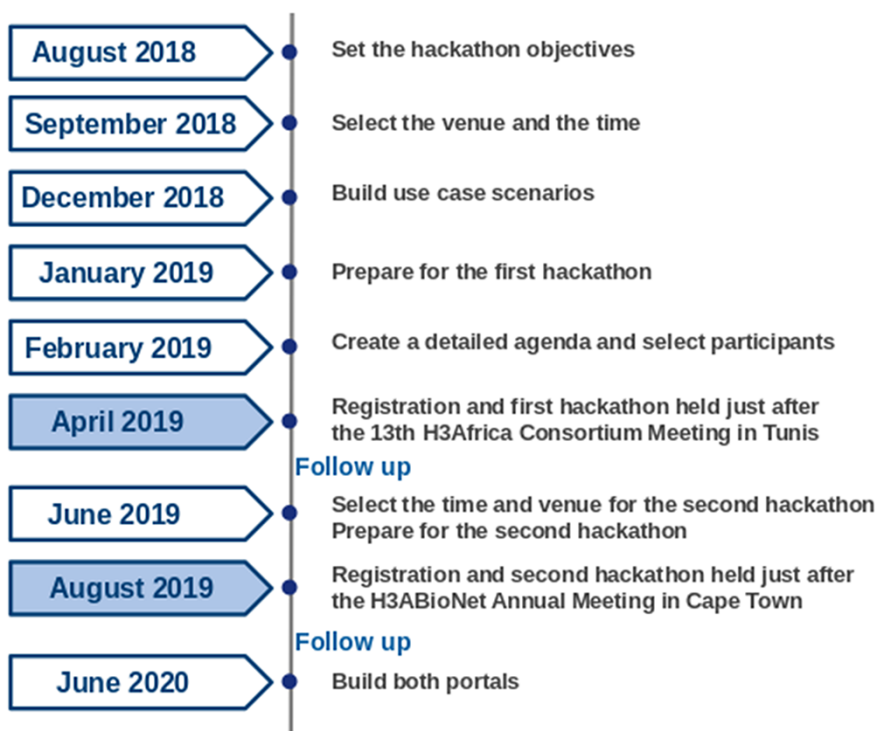 August 2018
Set the hackathon objectives
September 2018
Select the venue and the time
December 2018
Build use case scenarios
January 2019
Prepare for the first hackathon
February 2019
Create a detailed agenda and select participants
April 2019
Registration and first hackathon held just after
the 13th H3Africa Consortium Meeting in Tunis
Follow up
June 2019
Select the time and venue for the second hackathon
Prepare for the second hackathon
August 2019
Registration and second hackathon held just after
the H3ABioNet Annual Meeting in Cape Town
Follow up
June 2020
Build both portals